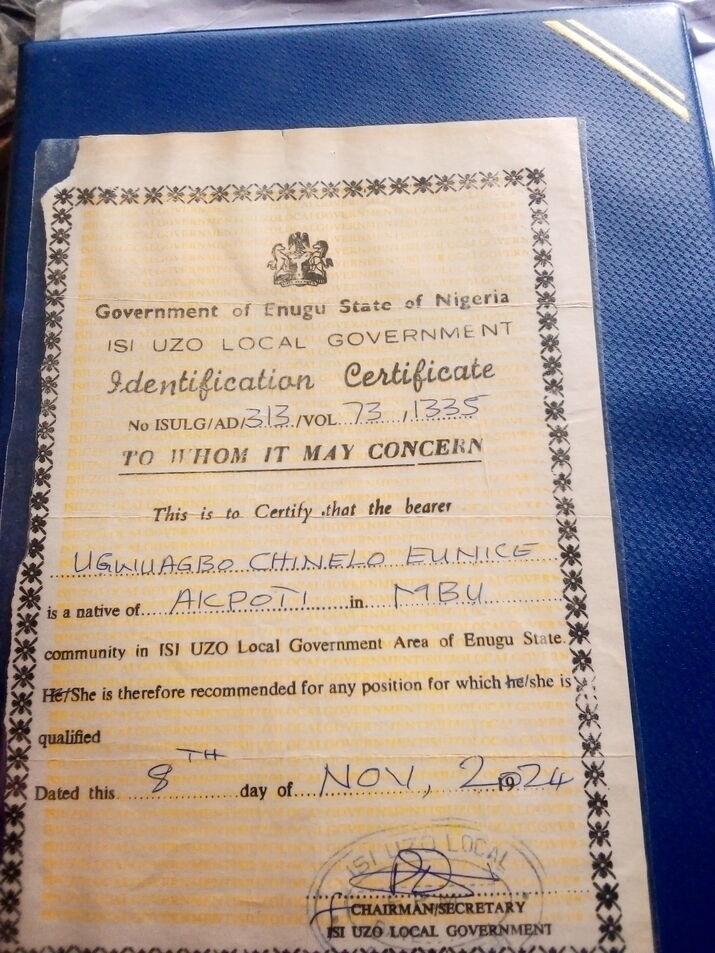 Government of Enugu State of Nigeria
ISI UZO LOCAL GOVERNMENT
Identification Certificate
No ISULG/AD/313/VOL 73, 1335
TO WHOM IT MAY CONCERN
This is to Certify that the bearer
UGWUAGBO CHINELO EUNICE
is a native of AKPOTI in MBU
community in ISI UZO Local Government Area of Enugu State.
He/She is therefore recommended for any position for which he/she is
qualified
Dated this 8TH day of NOV, 2024
ISI UZO LOCAL
CHAIRMAN/SECRETARY
ISI UZO LOCAL GOVERNMENT